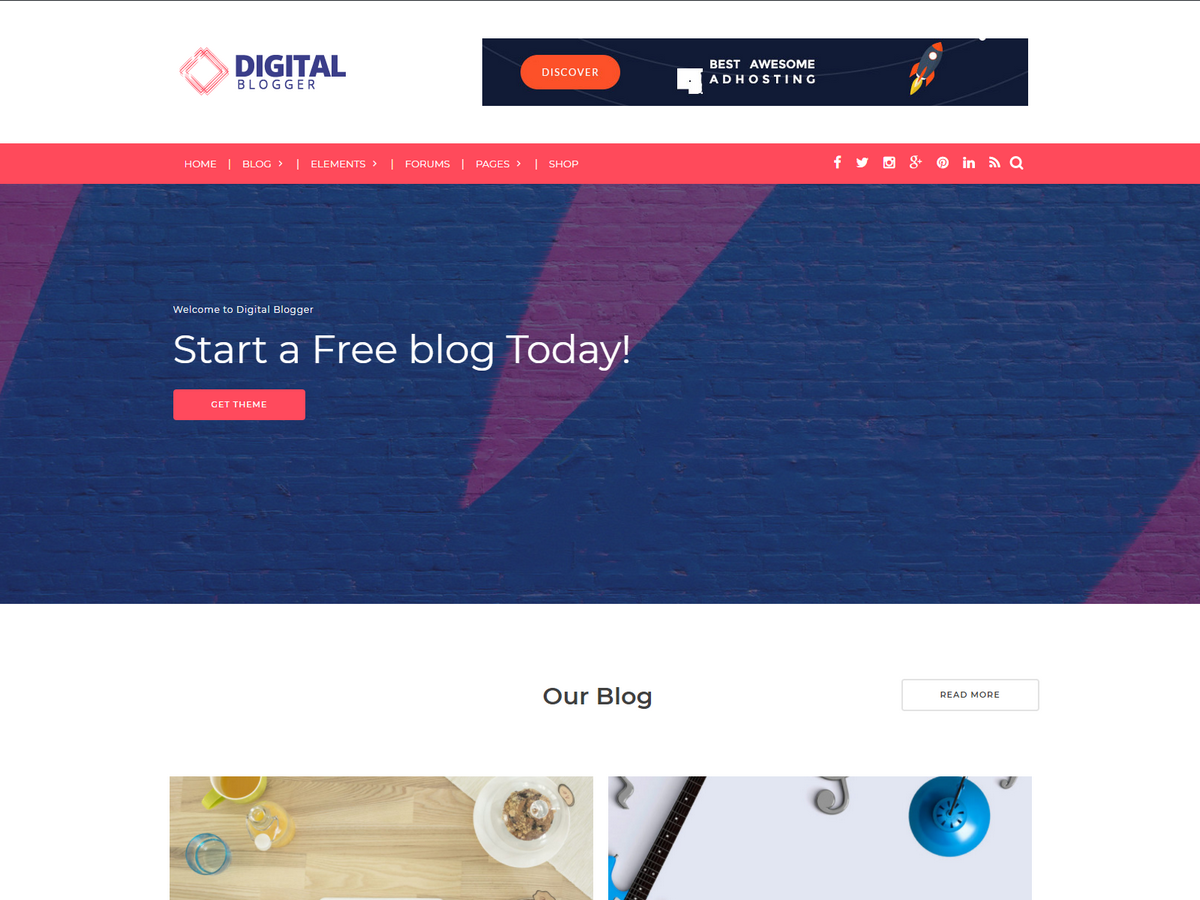 DIGITAL
BLOGGER
DISCOVER
BEST AWESOME
ADHOSTING
HOME | BLOG | ELEMENTS | FORUMS | PAGES | SHOP
Welcome to Digital Blogger
Start a Free blog Today!
GET THEME
Our Blog
READ MORE